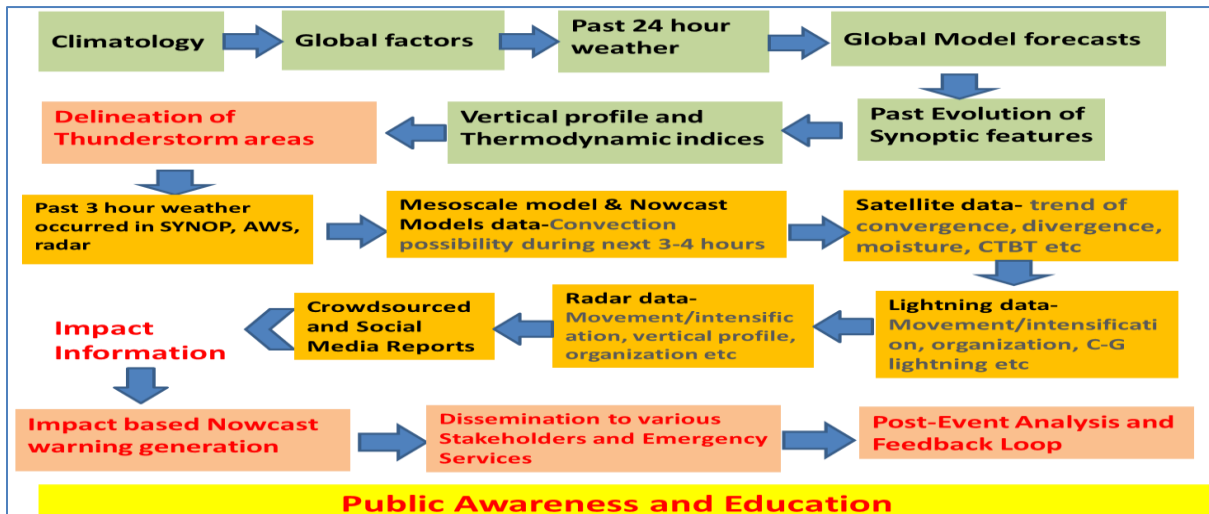 Climatology
Global factors
Past 24 hour
weather
Global Model forecasts
Delineation of
Thunderstorm areas
Vertical profile and
Thermodynamic indices
Past Evolution of
Synoptic features
Past 3 hour weather
occurred in SYNOP, AWS,
radar
Mesoscale model & Nowcast
Models data-Convection
possibility during next 3-4 hours
Satellite data- trend of
convergence, divergence,
moisture, CTBT etc
Impact
Information
Crowdsourced
and Social
Media Reports
Radar data-
Movement/intensific
ation, vertical profile,
organization etc
Lightning data-
Movement/intensificati
on, organization, C-G
lightning etc
Impact based Nowcast
warning generation
Dissemination to various
Stakeholders and Emergency
Services
Post-Event Analysis and
Feedback Loop
Public Awareness and Education